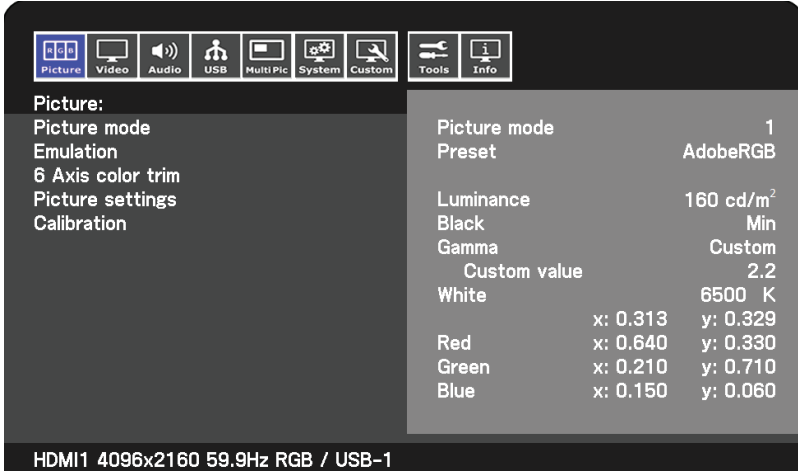 RGB
Picture Video Audio USB MultiPic System Custom Tools Info
Picture:
Picture mode
Emulation
6 Axis color trim
Picture settings
Calibration
Picture mode 1
Preset AdobeRGB
Luminance 160 cd/m²
Black Min
Gamma Custom
Custom value 2.2
White 6500 K
x: 0.313 y: 0.329
Red x: 0.640 y: 0.330
Green x: 0.210 y: 0.710
Blue x: 0.150 y: 0.060
HDMI1 4096x2160 59.9Hz RGB / USB-1